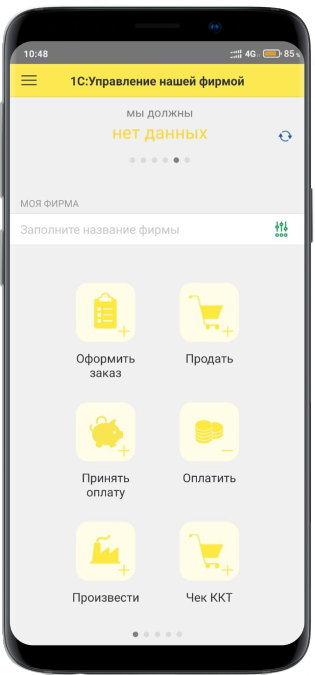 10:48
4G
85
1С:Управление нашей фирмой
мы должны
нет данных
МОЯ ФИРМА
Заполните название фирмы
Оформить
заказ
Продать
Принять
оплату
Оплатить
Произвести
Чек ККТ